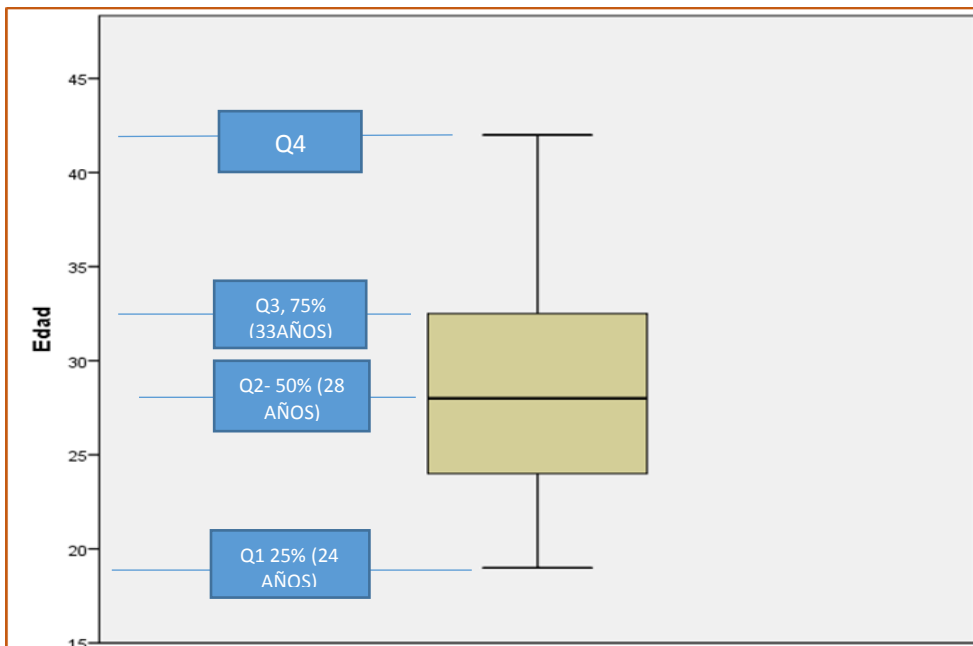 45
Q4
40
35
Q3, 75%
(33AÑOS)
Edad
30
Q2- 50% (28
AÑOS)
25
Q1 25% (24
AÑOS)
20
15